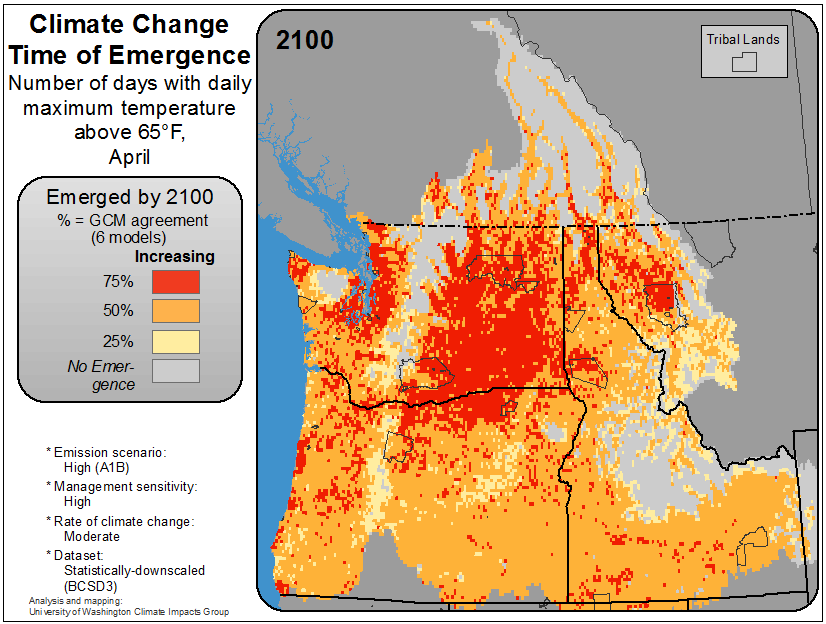 Climate Change
Time of Emergence
Number of days with daily
maximum temperature
above 65°F,
April
Emerged by 2100
% = GCM agreement
(6 models)
Increasing
75%
50%
25%
No Emer-
gence
* Emission scenario:
High (A1B)
* Management sensitivity:
High
* Rate of climate change:
Moderate
* Dataset:
Statistically-downscaled
(BCSD3)
Analysis and mapping:
University of Washington Climate Impacts Group
2100
Tribal Lands